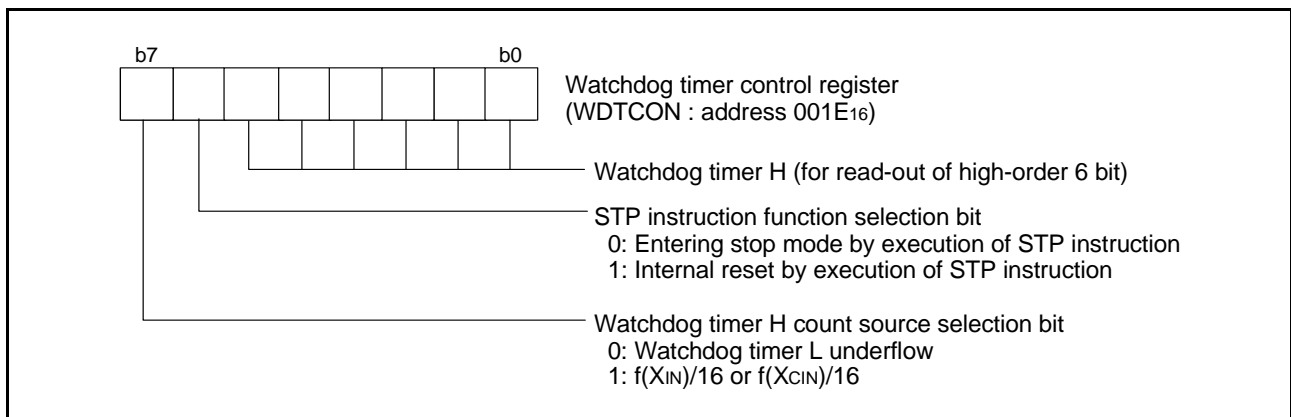 b7 b0
Watchdog timer control register
(WDTCON : address 001E16)
Watchdog timer H (for read-out of high-order 6 bit)
STP instruction function selection bit
0: Entering stop mode by execution of STP instruction
1: Internal reset by execution of STP instruction
Watchdog timer H count source selection bit
0: Watchdog timer L underflow
1: f(XIN)/16 or f(XCIN)/16